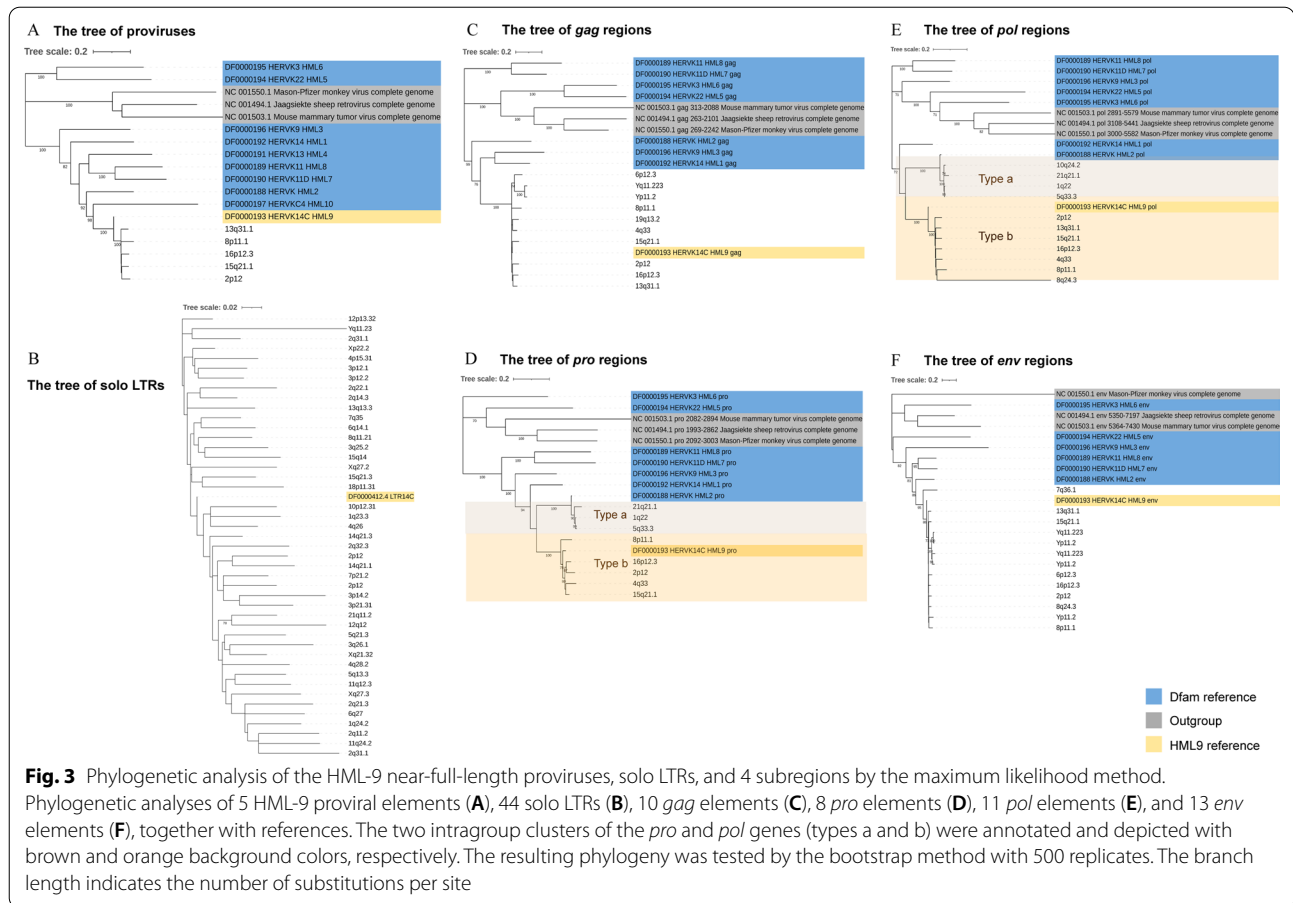 A The tree of proviruses
Tree scale: 0.2
DF0000195 HERVK3 HML6
DF0000194 HERVK22 HML5
NC 001550.1 Mason-Pfizer monkey virus complete genome
NC 001494.1 Jaagsiekte sheep retrovirus complete genome
NC 001503.1 Mouse mammary tumor virus complete genome
DF0000196 HERVK9 HML3
DF0000192 HERVK14 HML1
DF0000191 HERVK13 HML4
DF0000189 HERVK11 HML8
DF0000190 HERVK11D HML7
DF0000188 HERVK HML2
DF0000197 HERVKC4 HML10
DF0000193 HERVK14C HML9
13q31.1
8p11.1
16p12.3
15q21.1
2p12
B
The tree of solo LTRs
Tree scale: 0.02
12p13.32
Yq11.23
2q31.1
Xp22.2
4p15.31
3p12.1
3p12.2
2q22.1
2q14.3
13q13.3
7q35
6q14.1
8q11.21
3q25.2
15q14
Xq27.2
15q21.3
18p11.31
DF0000412.4 LTR14C
10p12.31
1q23.3
4q26
14q21.3
2q32.3
2p12
14q21.1
7p21.2
2p12
3p14.2
3p21.31
21q11.2
12q12
5q21.3
3q26.1
Xq21.32
4q28.2
5q13.3
11q12.3
Xq27.3
2q21.3
6q27
1q24.2
2q11.2
11q24.2
2q31.1
C The tree of gag regions
Tree scale: 0.2
DF0000189 HERVK11 HML8 gag
DF0000190 HERVK11D HML7 gag
DF0000195 HERVK3 HML6 gag
DF0000194 HERVK22 HML5 gag
NC 001503.1 gag 313-2088 Mouse mammary tumor virus complete genome
NC 001494.1 gag 263-2101 Jaagsiekte sheep retrovirus complete genome
NC 001550.1 gag 269-2242 Mason-Pfizer monkey virus complete genome
DF0000188 HERVK HML2 gag
DF0000196 HERVK9 HML3 gag
DF0000192 HERVK14 HML1 gag
6p12.3
Yq11.223
Yp11.2
8p11.1
19q13.2
4q33
15q21.1
DF0000193 HERVK14C HML9 gag
2p12
16p12.3
13q31.1
D The tree of pro regions
Tree scale: 0.2
DF0000195 HERVK3 HML6 pro
DF0000194 HERVK22 HML5 pro
NC 001503.1 pro 2082-2894 Mouse mammary tumor virus complete genome
NC 001494.1 pro 1993-2862 Jaagsiekte sheep retrovirus complete genome
NC 001550.1 pro 2092-3003 Mason-Pfizer monkey virus complete genome
DF0000189 HERVK11 HML8 pro
DF0000190 HERVK11D HML7 pro
DF0000196 HERVK9 HML3 pro
DF0000192 HERVK14 HML1 pro
DF0000188 HERVK HML2 pro
21q21.1
Type a
1q22
5q33.3
8p11.1
DF0000193 HERVK14C HML9 pro
Type b
16p12.3
2p12
4q33
15q21.1
E The tree of pol regions
Tree scale: 0.2
DF0000189 HERVK11 HML8 pol
DF0000190 HERVK11D HML7 pol
DF0000196 HERVK9 HML3 pol
DF0000194 HERVK22 HML5 pol
DF0000195 HERVK3 HML6 pol
NC 001503.1 pol 2891-5579 Mouse mammary tumor virus complete genome
NC 001494.1 pol 3108-5441 Jaagsiekte sheep retrovirus complete genome
NC 001550.1 pol 3000-5582 Mason-Pfizer monkey virus complete genome
DF0000192 HERVK14 HML1 pol
DF0000188 HERVK HML2 pol
10q24.2
Type a
21q21.1
1q22
5q33.3
DF0000193 HERVK14C HML9 pol
2p12
Type b
13q31.1
15q21.1
16p12.3
4q33
8p11.1
8q24.3
F The tree of env regions
Tree scale: 0.2
NC 001550.1 env Mason-Pfizer monkey virus complete genome
DF0000195 HERVK3 HML6 env
NC 001494.1 env 5350-7197 Jaagsiekte sheep retrovirus complete genome
NC 001503.1 env 5364-7430 Mouse mammary tumor virus complete genome
DF0000194 HERVK22 HML5 env
DF0000196 HERVK9 HML3 env
DF0000189 HERVK11 HML8 env
DF0000190 HERVK11D HML7 env
DF0000188 HERVK HML2 env
7q36.1
DF0000193 HERVK14C HML9 env
13q31.1
15q21.1
Yq11.223
Yp11.2
Yq11.223
Yp11.2
6p12.3
16p12.3
2p12
8q24.3
Yp11.2
8p11.1
Dfam reference
Outgroup
HML9 reference
Fig. 3 Phylogenetic analysis of the HML-9 near-full-length proviruses, solo LTRs, and 4 subregions by the maximum likelihood method.
Phylogenetic analyses of 5 HML-9 proviral elements (A), 44 solo LTRs (B), 10 gag elements (C), 8 pro elements (D), 11 pol elements (E), and 13 env
elements (F), together with references. The two intragroup clusters of the pro and pol genes (types a and b) were annotated and depicted with
brown and orange background colors, respectively. The resulting phylogeny was tested by the bootstrap method with 500 replicates. The branch
length indicates the number of substitutions per site